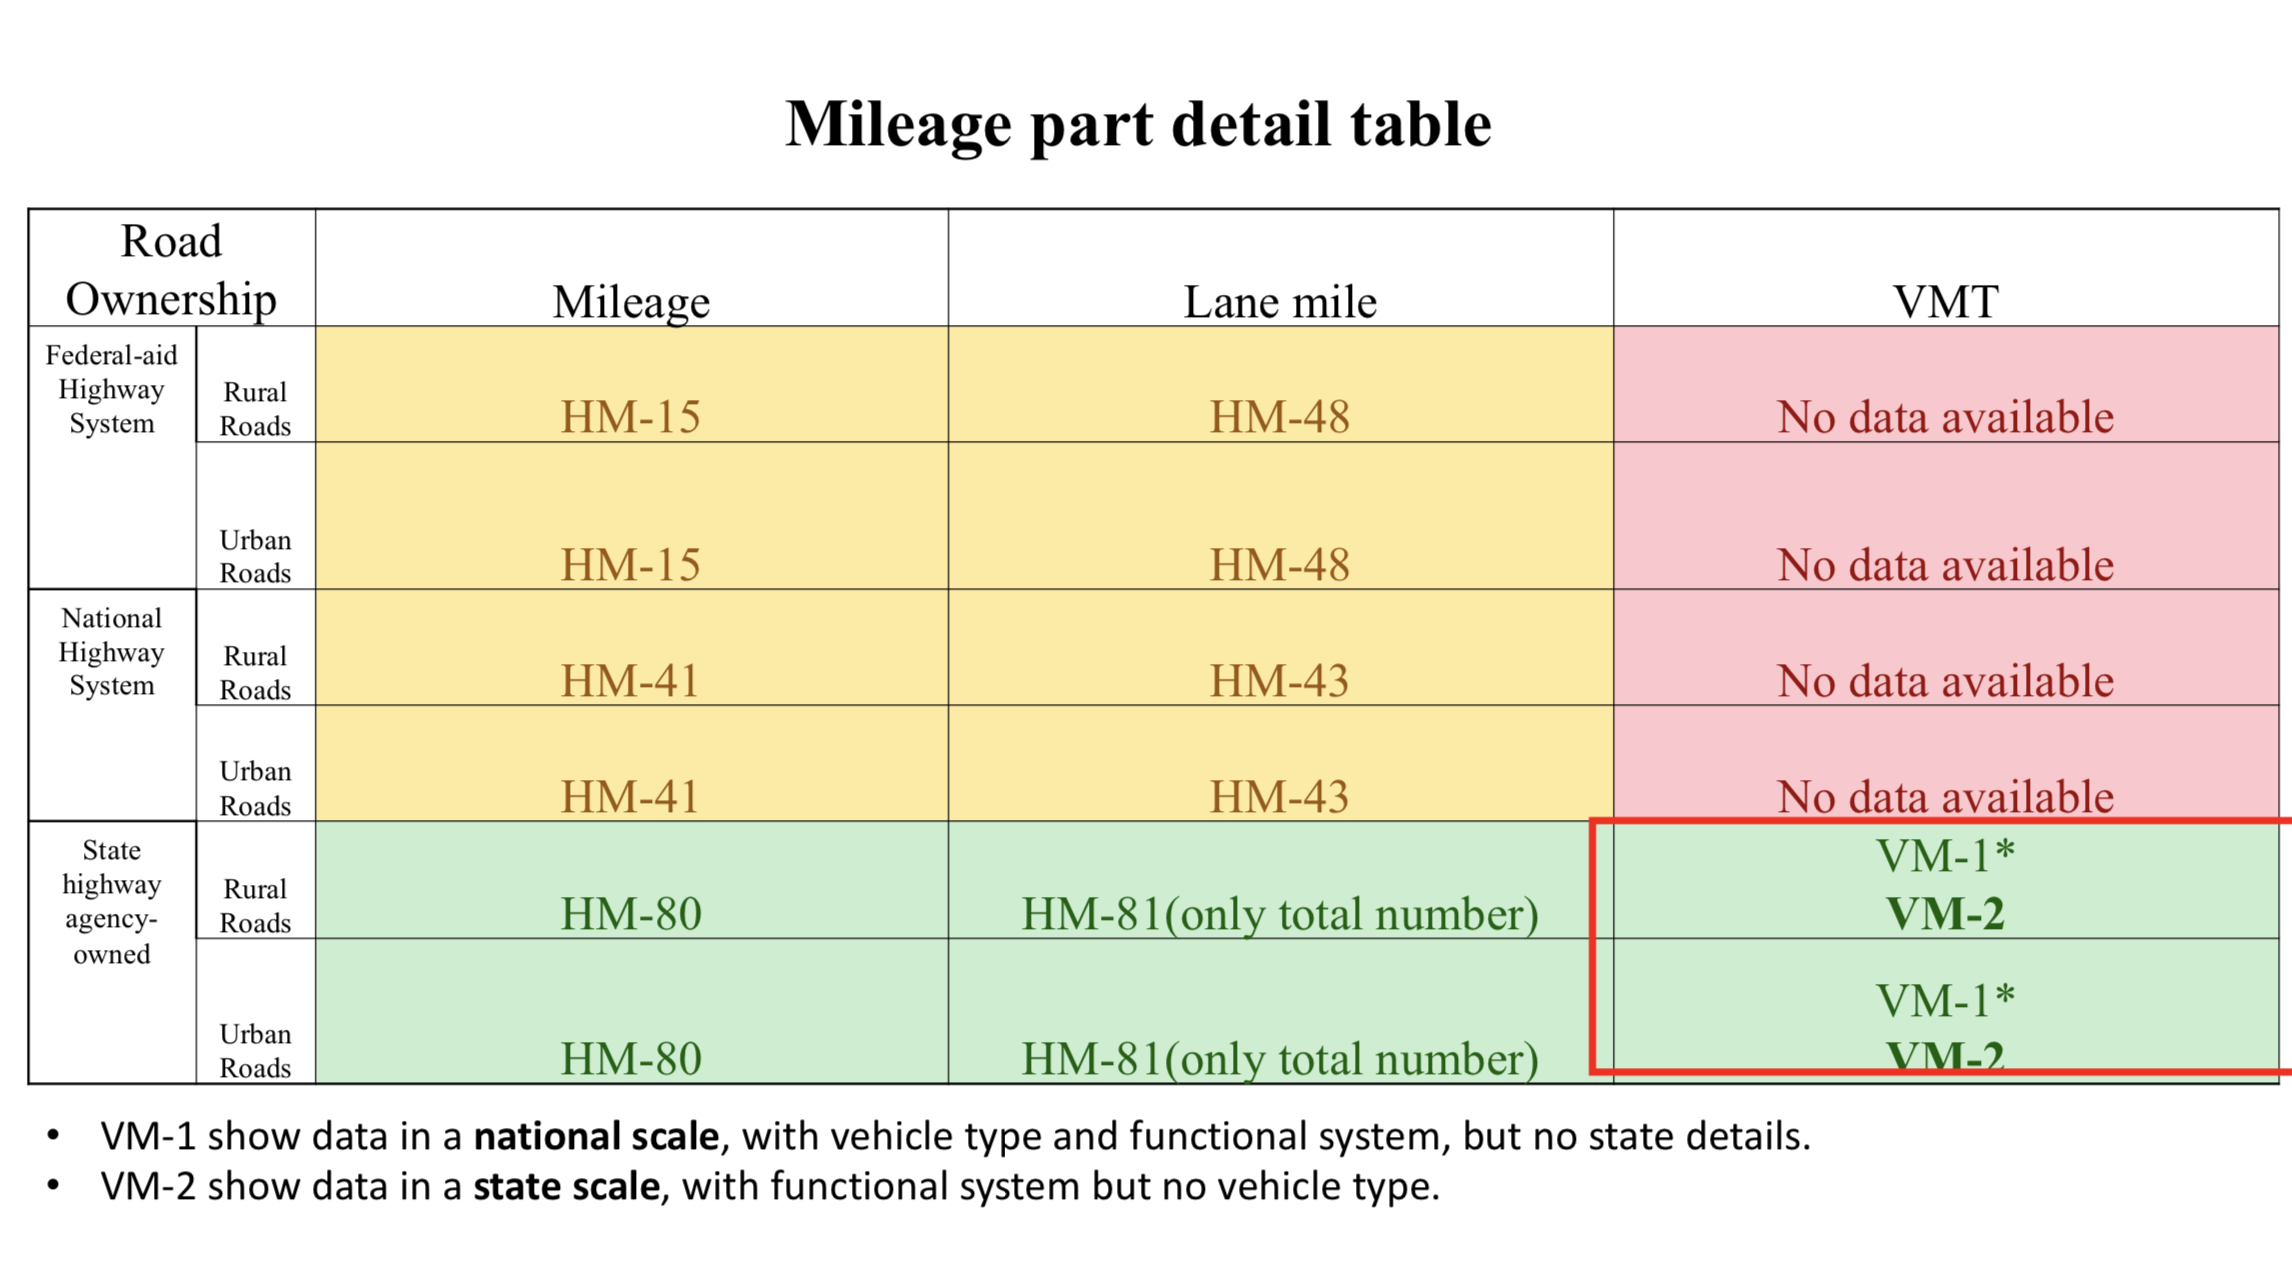 Mileage part detail table
Road
Ownership
Mileage
Lane mile
VMT
Federal-aid
Highway
System
Rural
Roads
HM-15
HM-48
No data available
Urban
Roads
HM-15
HM-48
No data available
National
Highway
System
Rural
Roads
HM-41
HM-43
No data available
Urban
Roads
HM-41
HM-43
No data available
State
highway
agency-
owned
Rural
Roads
HM-80
HM-81(only total number)
VM-1*
VM-2
Urban
Roads
HM-80
HM-81(only total number)
VM-1*
VM-2
• VM-1 show data in a national scale, with vehicle type and functional system, but no state details.
• VM-2 show data in a state scale, with functional system but no vehicle type.